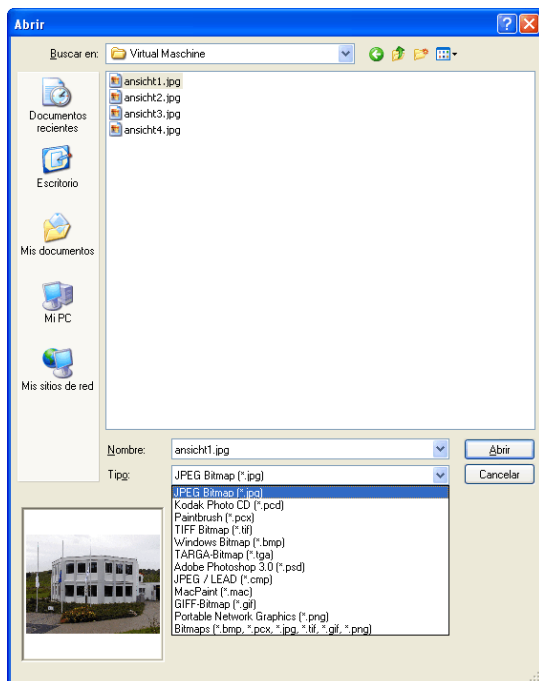 Abrir
Buscar en: Virtual Maschine
ansicht1.jpg
ansicht2.jpg
ansicht3.jpg
ansicht4.jpg
Documentos
recientes
Escritorio
Mis documentos
Mi PC
Mis sitios de red
Nombre: ansicht1.jpg Abrir
Tipo: JPEG Bitmap (*.jpg) Cancelar
JPEG Bitmap (*.jpg)
Kodak Photo CD (*.pcd)
Paintbrush (*.pcx)
TIFF Bitmap (*.tif)
Windows Bitmap (*.bmp)
TARGA-Bitmap (*.tga)
Adobe Photoshop 3.0 (*.psd)
JPEG / LEAD (*.cmp)
MacPaint (*.mac)
GIFF-Bitmap (*.gif)
Portable Network Graphics (*.png)
Bitmaps (*.bmp, *.pcx, *.jpg, *.tif, *.gif, *.png)